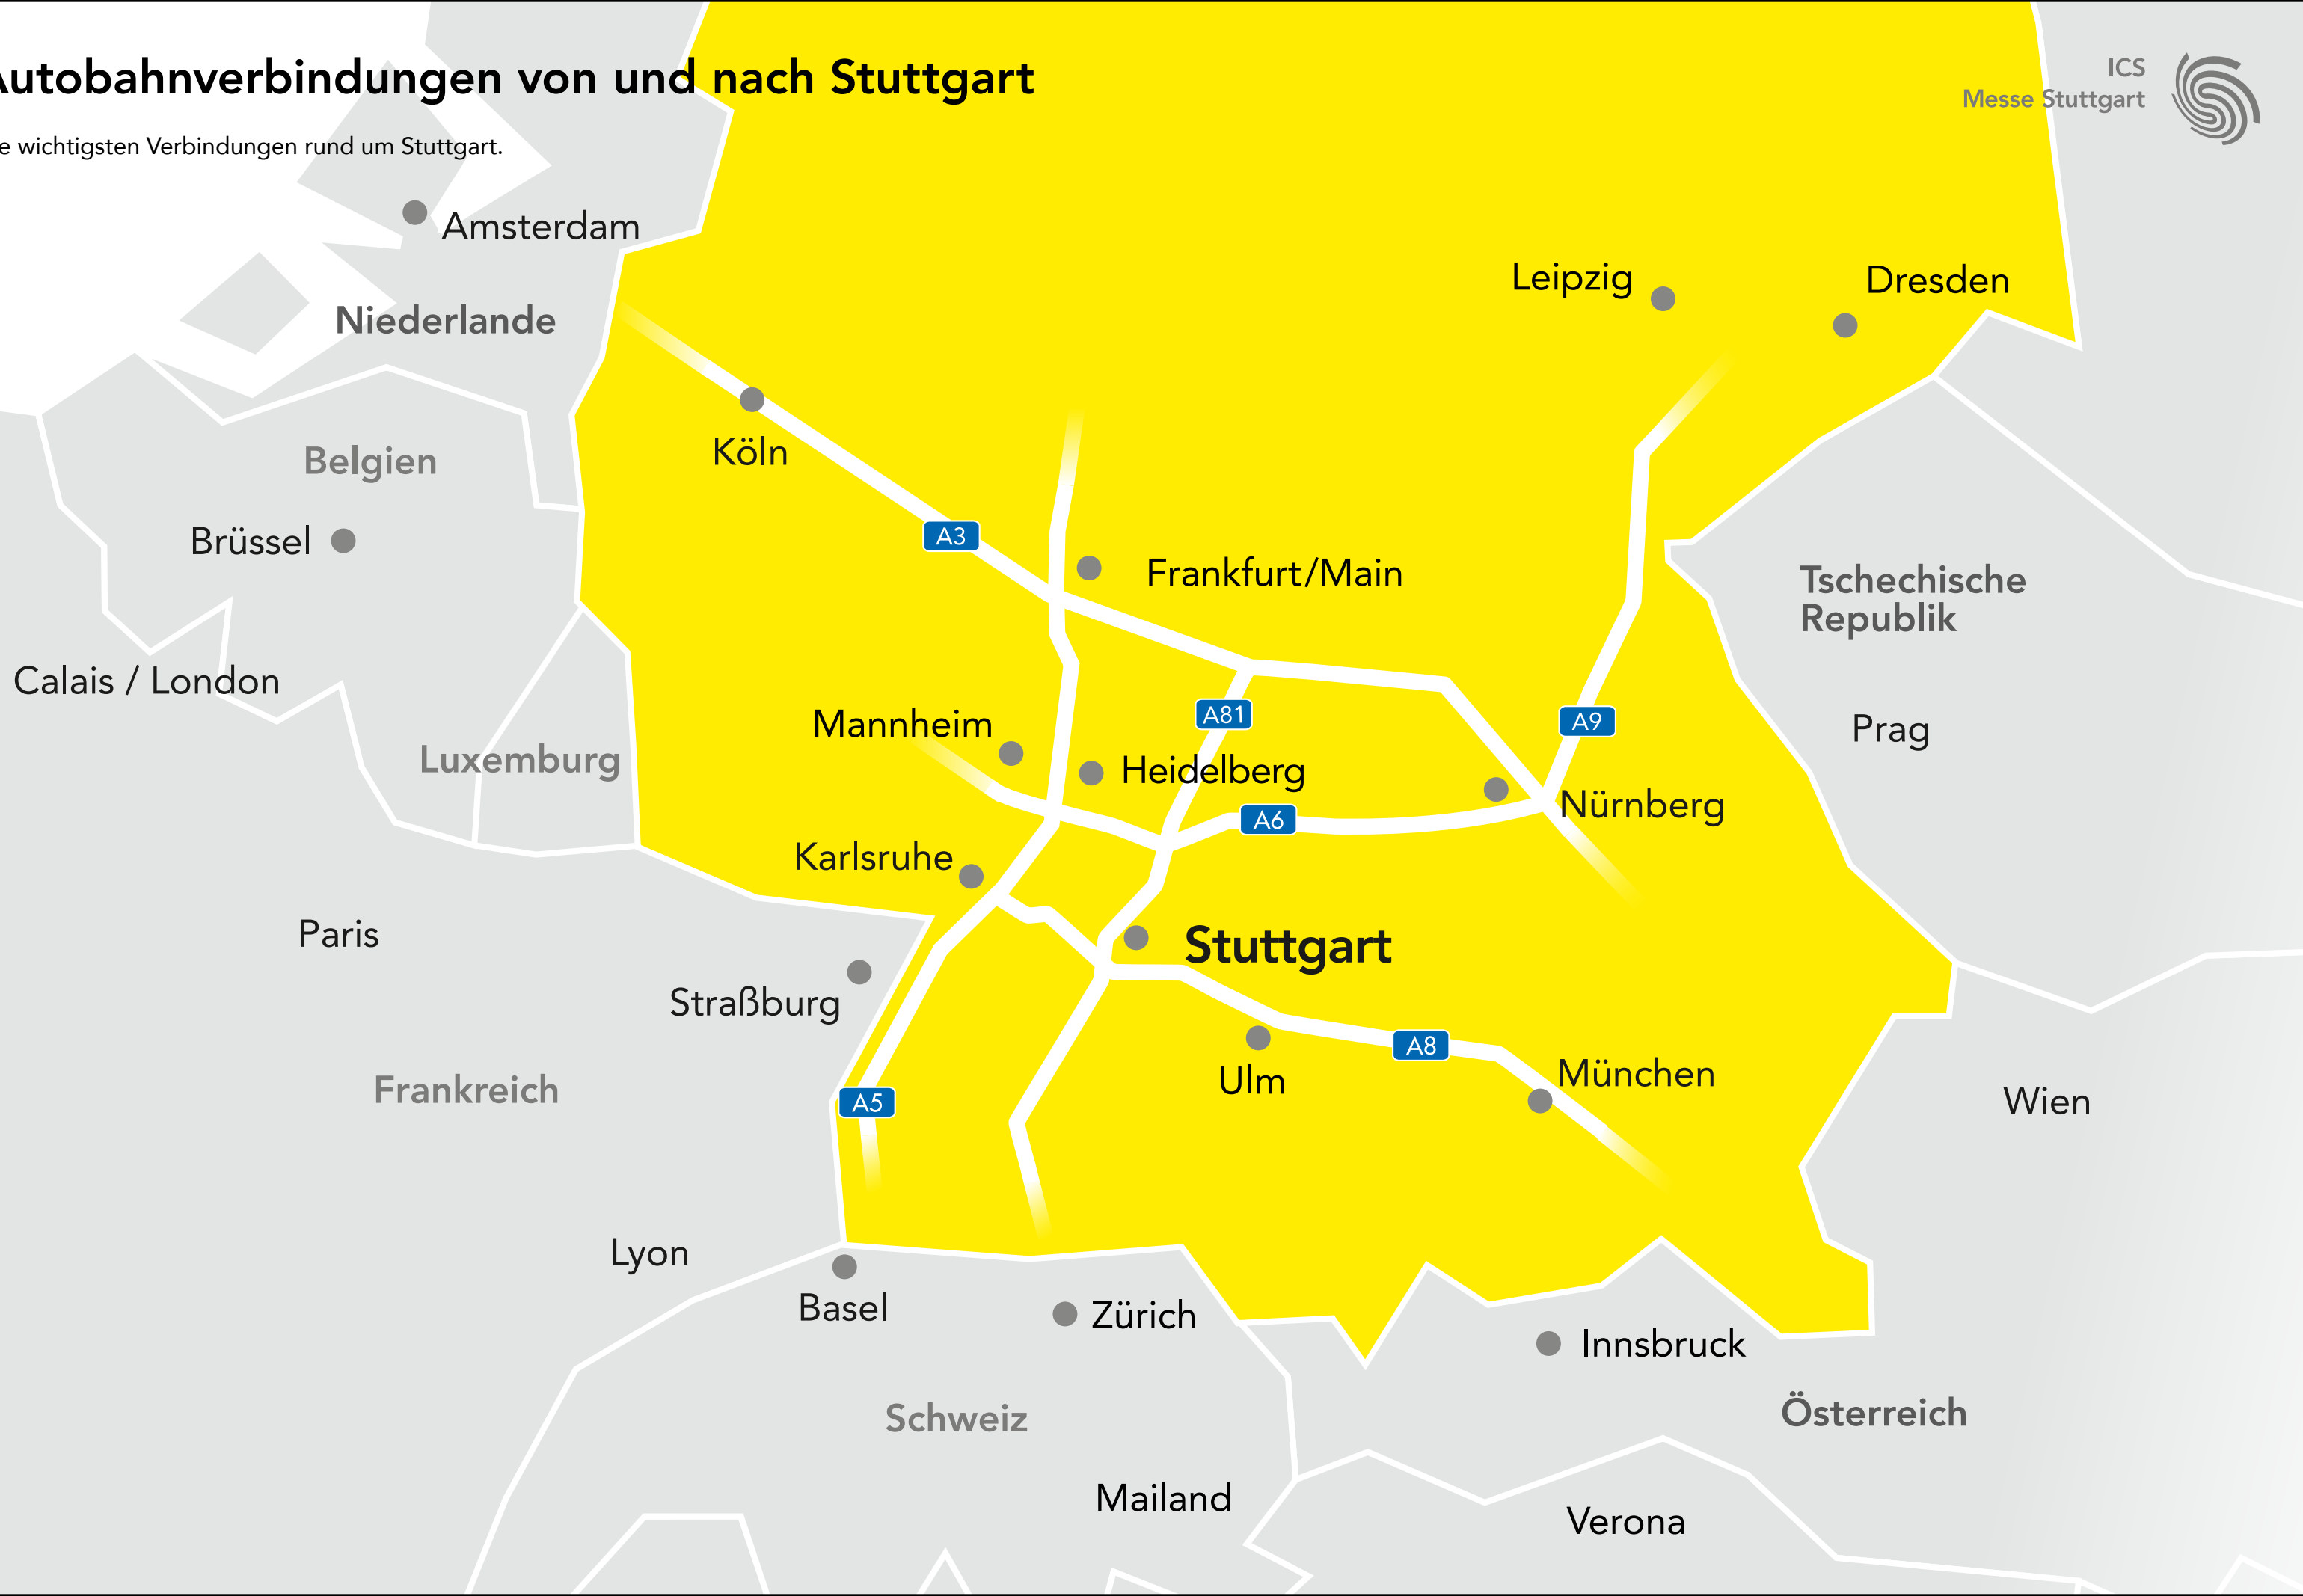 utobahnverbindungen von und nach Stuttgart
ICS
Messe Stuttgart
e wichtigsten Verbindungen rund um Stuttgart.
Amsterdam
Leipzig
Dresden
Niederlande
Köln
Belgien
Brüssel
A3
Frankfurt/Main
Tschechische
Republik
Calais / London
Mannheim
A81
A9
Prag
Luxemburg
Heidelberg
Nürnberg
A6
Karlsruhe
Paris
Stuttgart
Straßburg
A8
Ulm
München
Frankreich
A5
Wien
Lyon
Basel
Zürich
Innsbruck
Schweiz
Österreich
Mailand
Verona